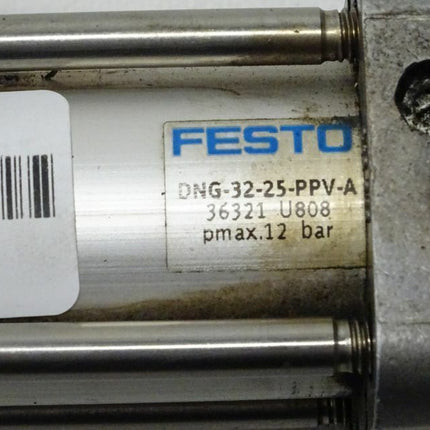 FESTO
DNG-32-25-PPV-A
36321 U808
pmax.12 bar